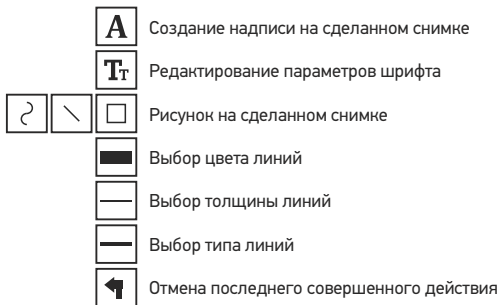 A Создание надписи на сделанном снимке
Tт Редактирование параметров шрифта
Рисунок на сделанном снимке
Выбор цвета линий
Выбор толщины линий
Выбор типа линий
Отмена последнего совершенного действия